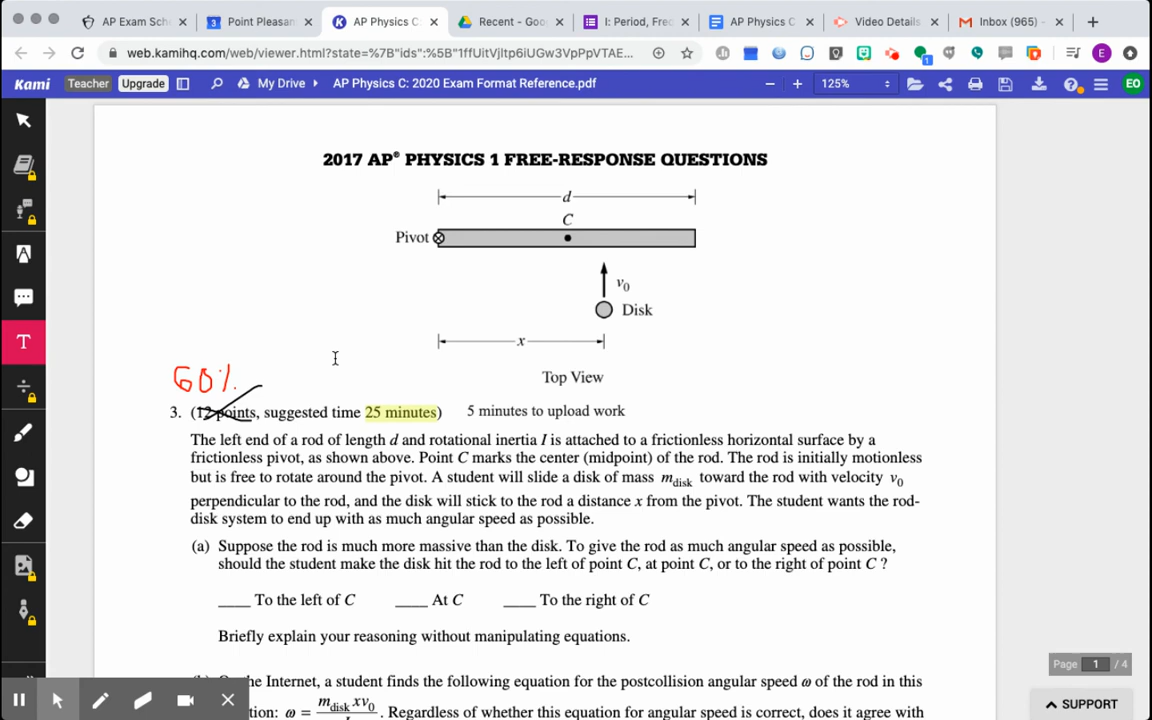 AP Exam Sch
Point Pleasan
AP Physics C
Recent - Goo
I: Period, Fre
AP Physics C
Video Details
Inbox (965) -
web.kamihq.com/web/viewer.html?state=%7B"ids":%5B"1ffUitVjItp6iUGw3VpPpVTAE...
Kami Teacher Upgrade My Drive AP Physics C: 2020 Exam Format Reference.pdf 125% EO
2017 AP® PHYSICS 1 FREE-RESPONSE QUESTIONS
d
C
Pivot
v₀
Disk
x
Top View
60%
3. (12 points, suggested time 25 minutes) 5 minutes to upload work
The left end of a rod of length d and rotational inertia I is attached to a frictionless horizontal surface by a
frictionless pivot, as shown above. Point C marks the center (midpoint) of the rod. The rod is initially motionless
but is free to rotate around the pivot. A student will slide a disk of mass m_disk toward the rod with velocity v₀
perpendicular to the rod, and the disk will stick to the rod a distance x from the pivot. The student wants the rod-
disk system to end up with as much angular speed as possible.
(a) Suppose the rod is much more massive than the disk. To give the rod as much angular speed as possible,
should the student make the disk hit the rod to the left of point C, at point C, or to the right of point C ?
____ To the left of C ____ At C ____ To the right of C
Briefly explain your reasoning without manipulating equations.
he Internet, a student finds the following equation for the postcollision angular speed ω of the rod in this
tion: ω = m_disk xv₀ / I. Regardless of whether this equation for angular speed is correct, does it agree with
Page 1 / 4
SUPPORT